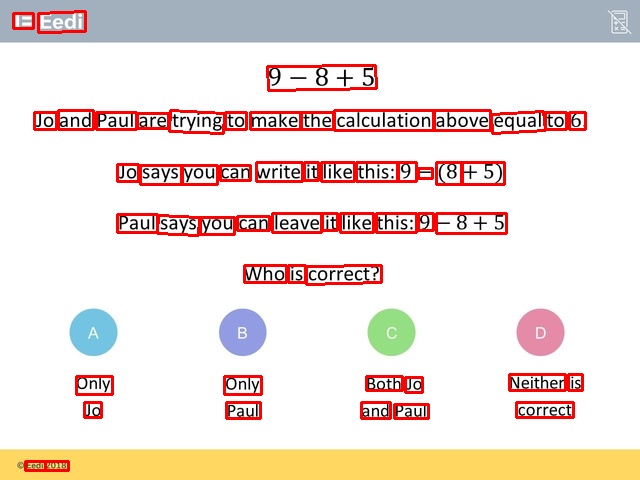 Eedi
9 − 8 + 5
Jo and Paul are trying to make the calculation above equal to 6.
Jo says you can write it like this: 9 − (8 + 5)
Paul says you can leave it like this: 9 − 8 + 5
Who is correct?
A B C D
Only Jo
Only Paul
Both Jo and Paul
Neither is correct
© Eedi 2018